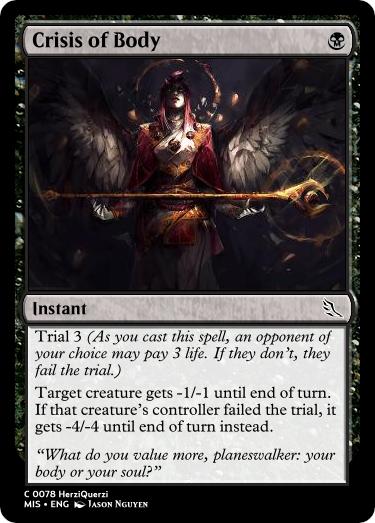 Crisis of Body
Instant
Trial 3 (As you cast this spell, an opponent of
your choice may pay 3 life. If they don't, they
fail the trial.)
Target creature gets -1/-1 until end of turn.
If that creature's controller failed the trial, it
gets -4/-4 until end of turn instead.
“What do you value more, planeswalker: your
body or your soul?”
C 0078 HerziQuerzi
MIS • ENG Jason Nguyen